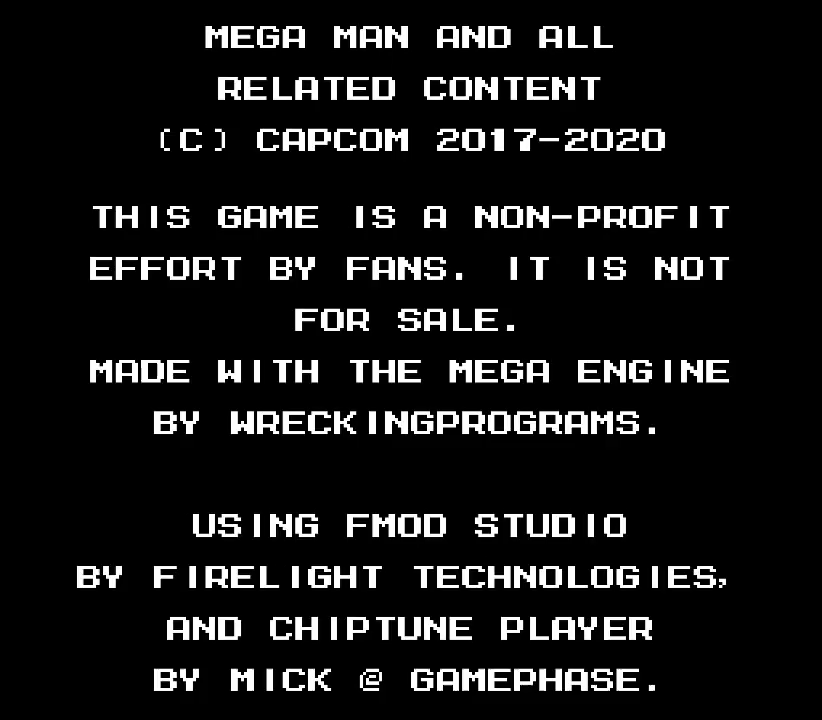 MEGA MAN AND ALL
RELATED CONTENT
(C) CAPCOM 2017-2020
THIS GAME IS A NON-PROFIT
EFFORT BY FANS. IT IS NOT
FOR SALE.
MADE WITH THE MEGA ENGINE
BY WRECKINGPROGRAMS.
USING FMOD STUDIO
BY FIRELIGHT TECHNOLOGIES,
AND CHIPTUNE PLAYER
BY MICK @ GAMEPHASE.